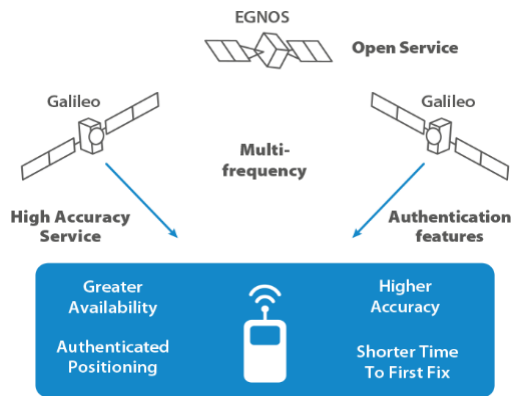 EGNOS
Open Service
Galileo
Galileo
Multi-
frequency
High Accuracy
Service
Authentication
features
Greater
Availability
Higher
Accuracy
Authenticated
Positioning
Shorter Time
To First Fix